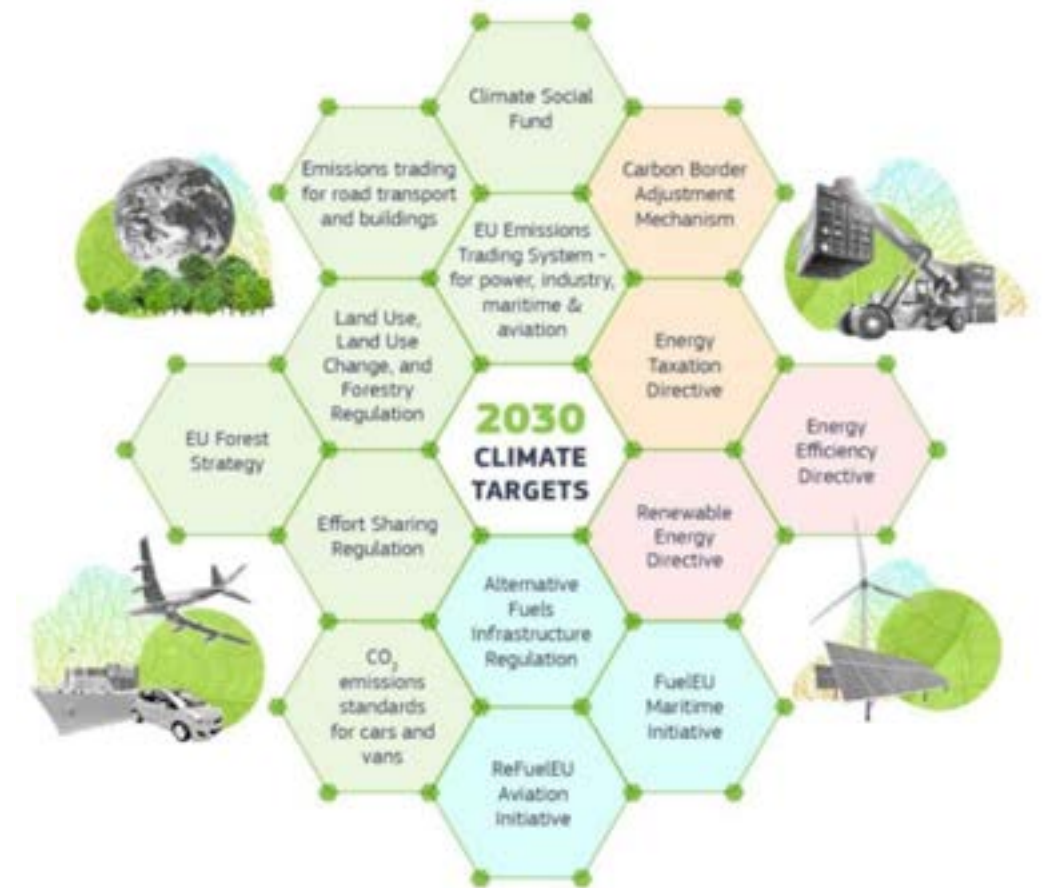 Climate Social
Fund
Emissions trading
for road transport
and buildings
Carbon Border
Adjustment
Mechanism
EU Emissions
Trading System -
for power, industry,
maritime &
aviation
Land Use,
Land Use
Change, and
Forestry
Regulation
Energy
Taxation
Directive
2030
CLIMATE
TARGETS
EU Forest
Strategy
Energy
Efficiency
Directive
Effort Sharing
Regulation
Renewable
Energy
Directive
Alternative
Fuels
Infrastructure
Regulation
CO₂
emissions
standards
for cars and
vans
FuelEU
Maritime
Initiative
ReFuelEU
Aviation
Initiative